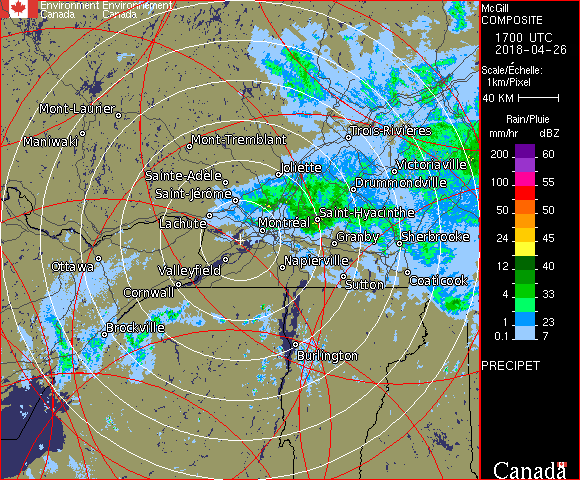 Environment Environnement
Canada Canada
Mont-Laurier
Maniwaki
Mont-Tremblant
Trois-Rivières
Joliette
Victoriaville
Sainte-Adèle
Drummondville
Saint-Jérôme
Saint-Hyacinthe
Lachute
Montréal
Granby
Sherbrooke
Ottawa
Valleyfield
Napierville
Cornwall
Sutton
Coaticook
Brockville
Burlington
McGill
COMPOSITE
1700 UTC
2018-04-26
Scale/Échelle:
1km/Pixel
40 KM
Rain/Pluie
mm/hr dBZ
200 60
100 55
50 50
24 45
12 40
4 33
2 30
1 23
0.1 7
PRECIPET
Canada